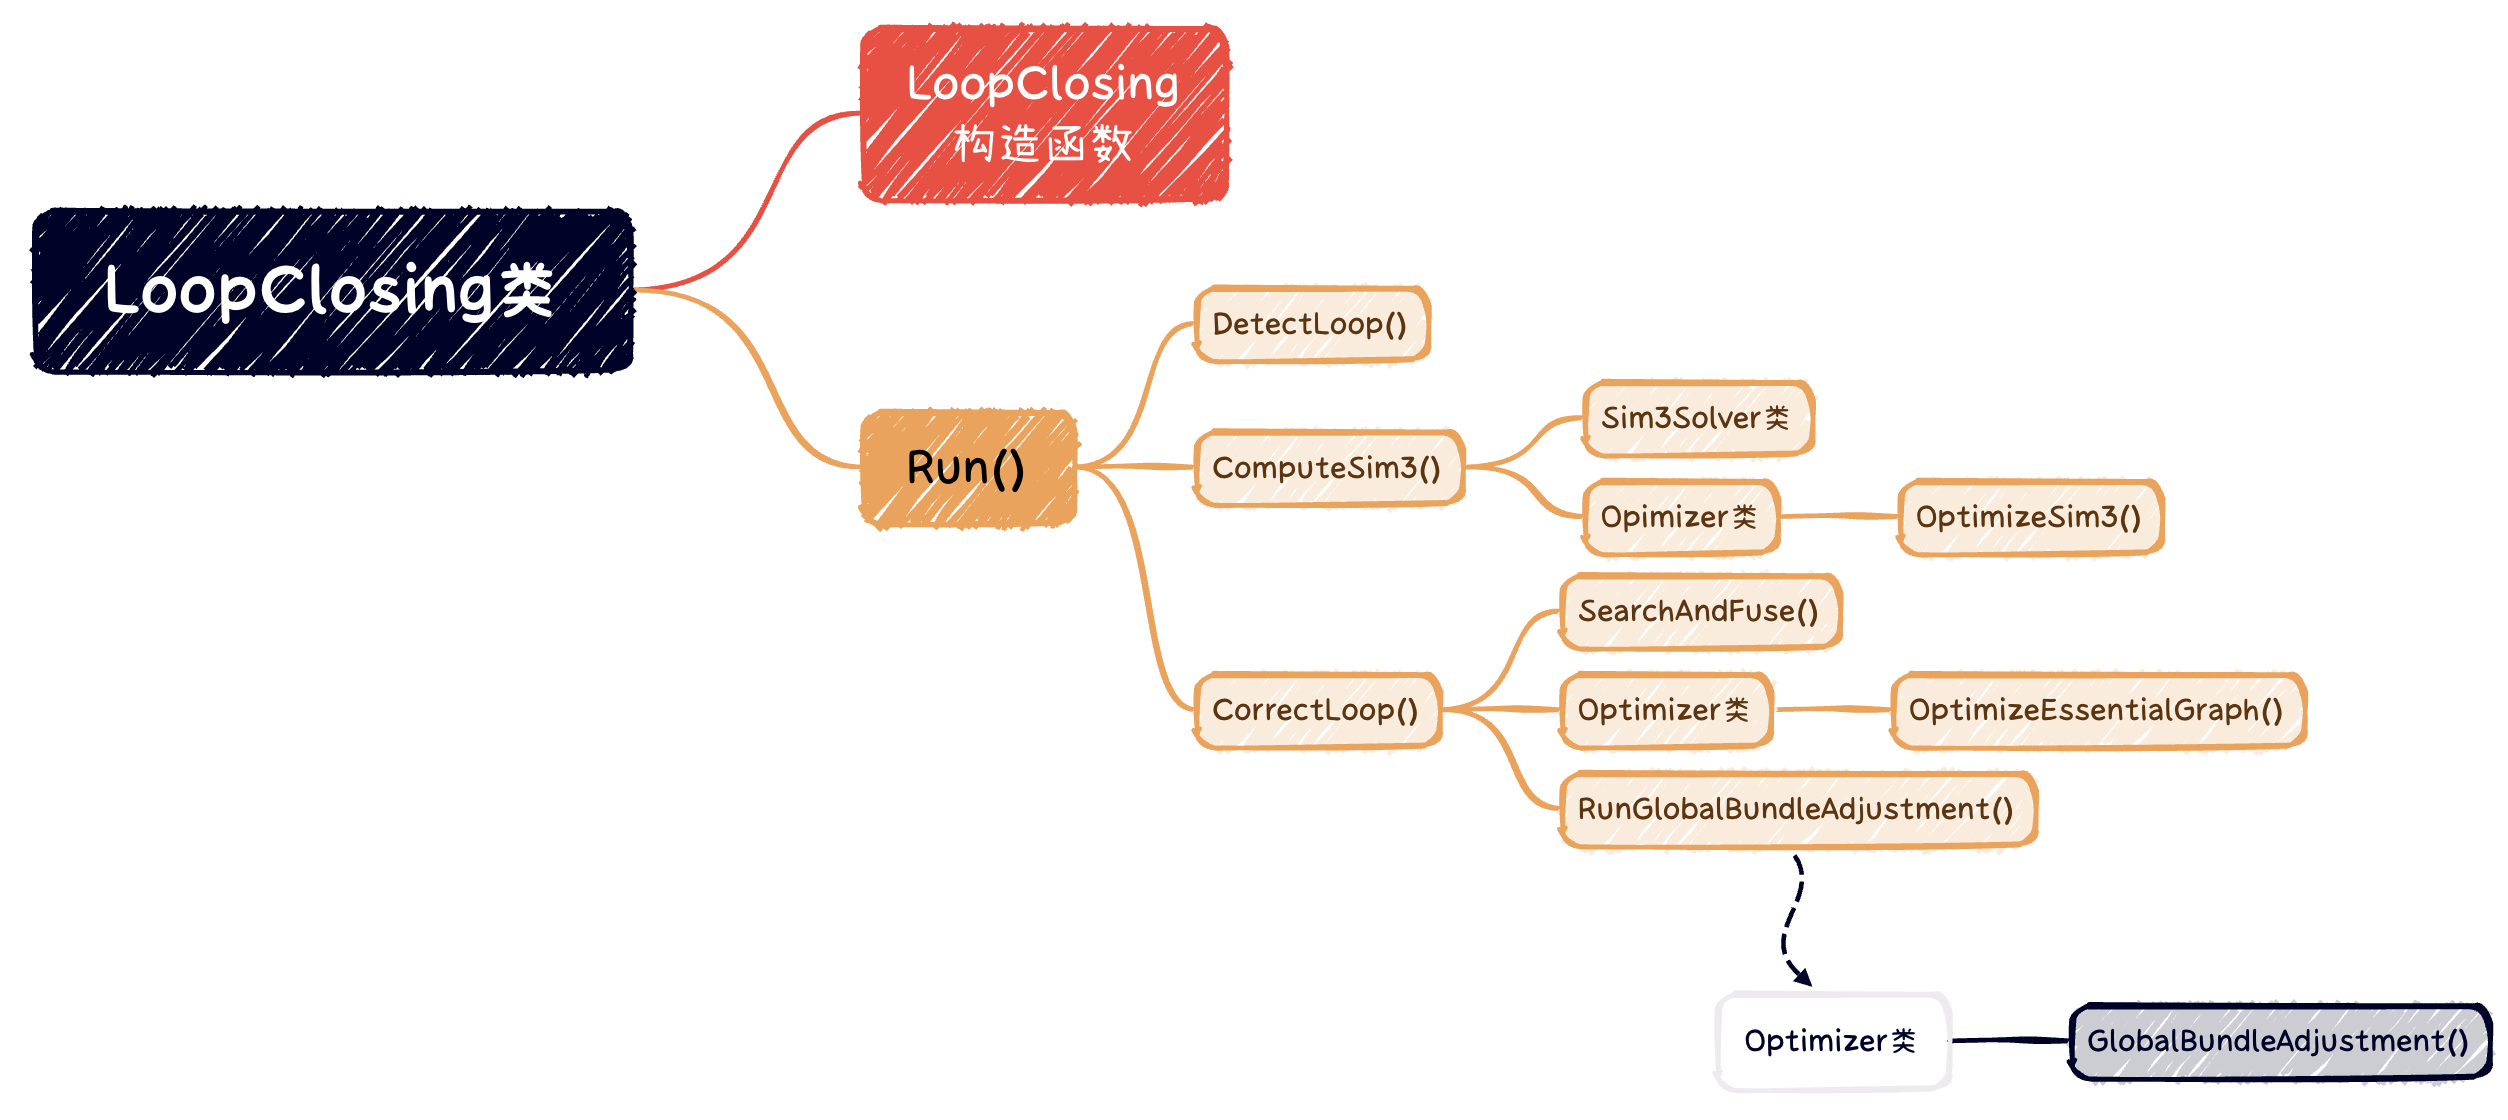 LoopClosing
构造函数
LoopClosing类
DetectLoop()
Sim3Solver类
Run()
ComputeSim3()
Opimizer类
OptimizeSim3()
SearchAndFuse()
CorrectLoop()
Optimizer类
OptimizeEssentialGraph()
RunGlobalBundleAdjustment()
Optimizer类
GlobalBundleAdjustment()